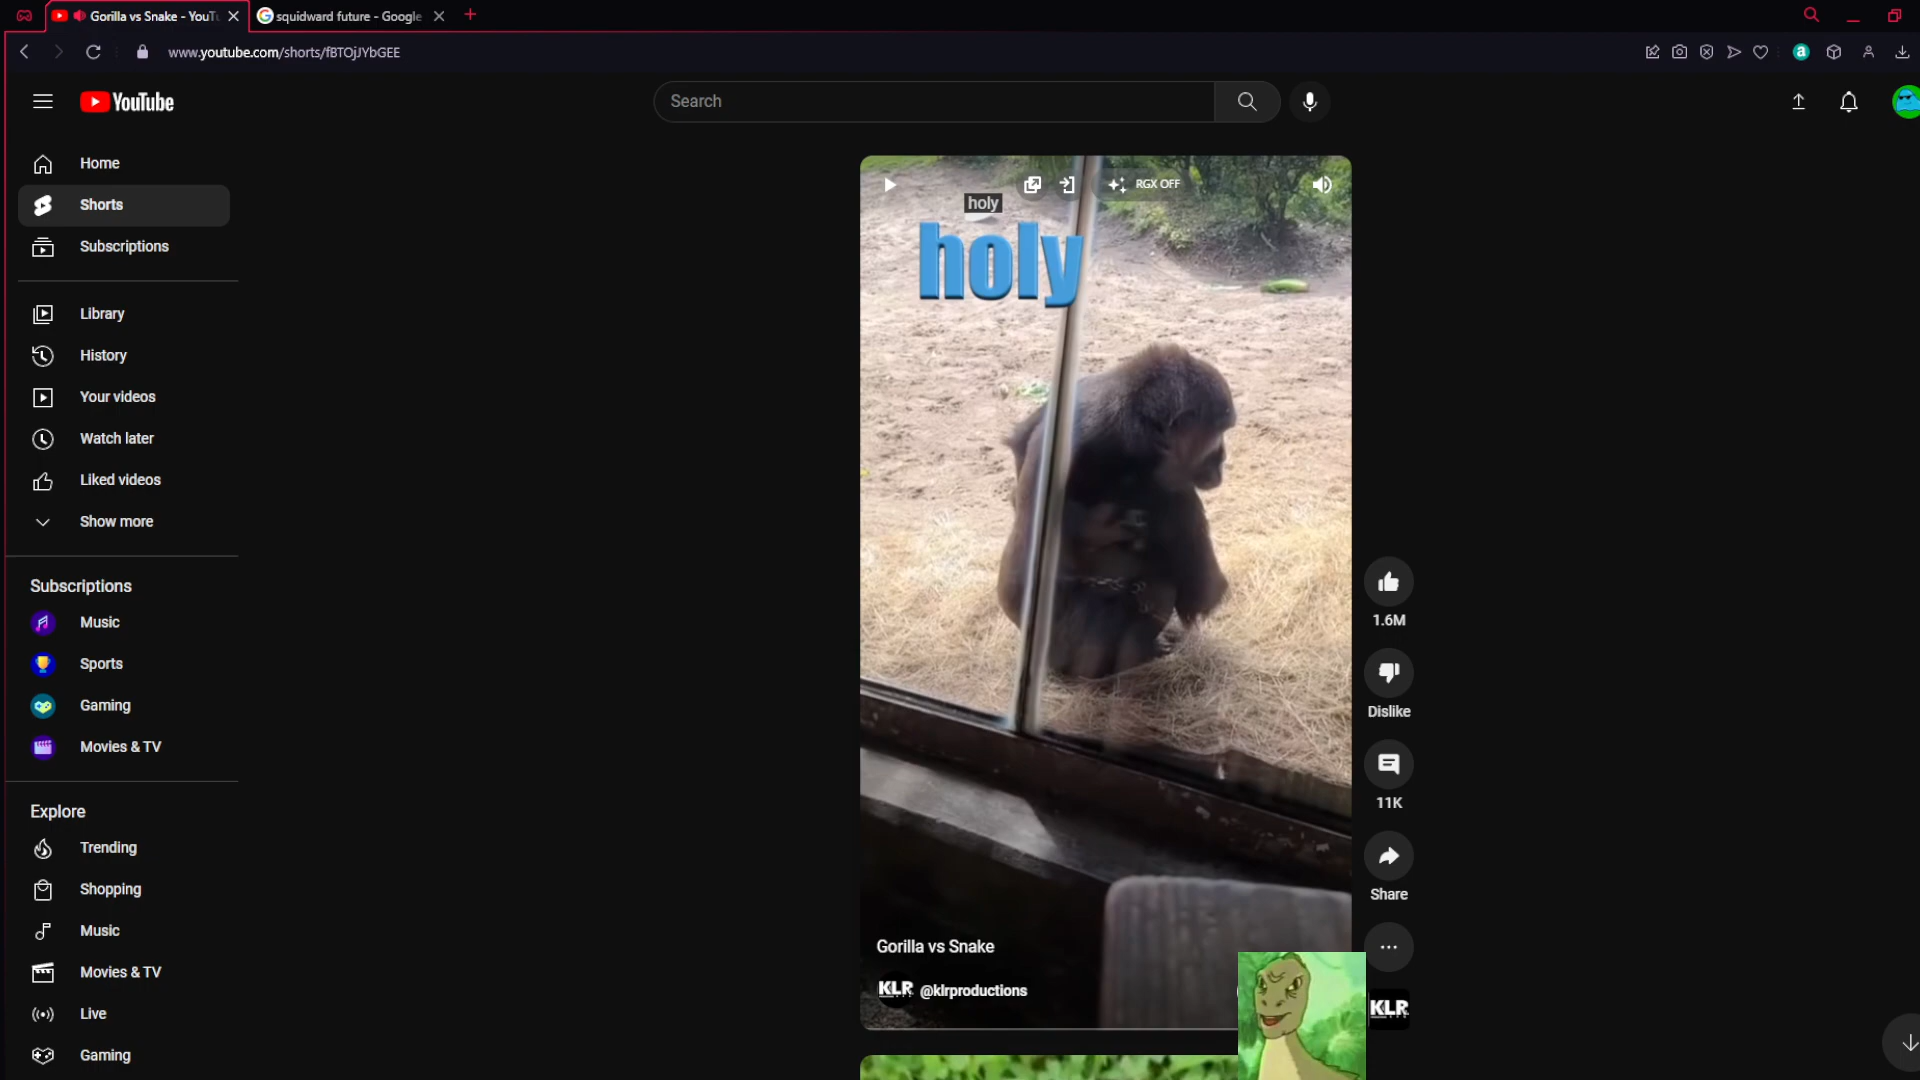 Gorilla vs Snake - YouTu
squidward future - Google
www.youtube.com/shorts/fBTOjJYbGEE
YouTube
Search
Home
Shorts
Subscriptions
Library
History
Your videos
Watch later
Liked videos
Show more
Subscriptions
Music
Sports
Gaming
Movies & TV
Explore
Trending
Shopping
Music
Movies & TV
Live
Gaming
RGX OFF
holy
holy
1.6M
Dislike
11K
Share
Gorilla vs Snake
KLR @klrproductions
KLR